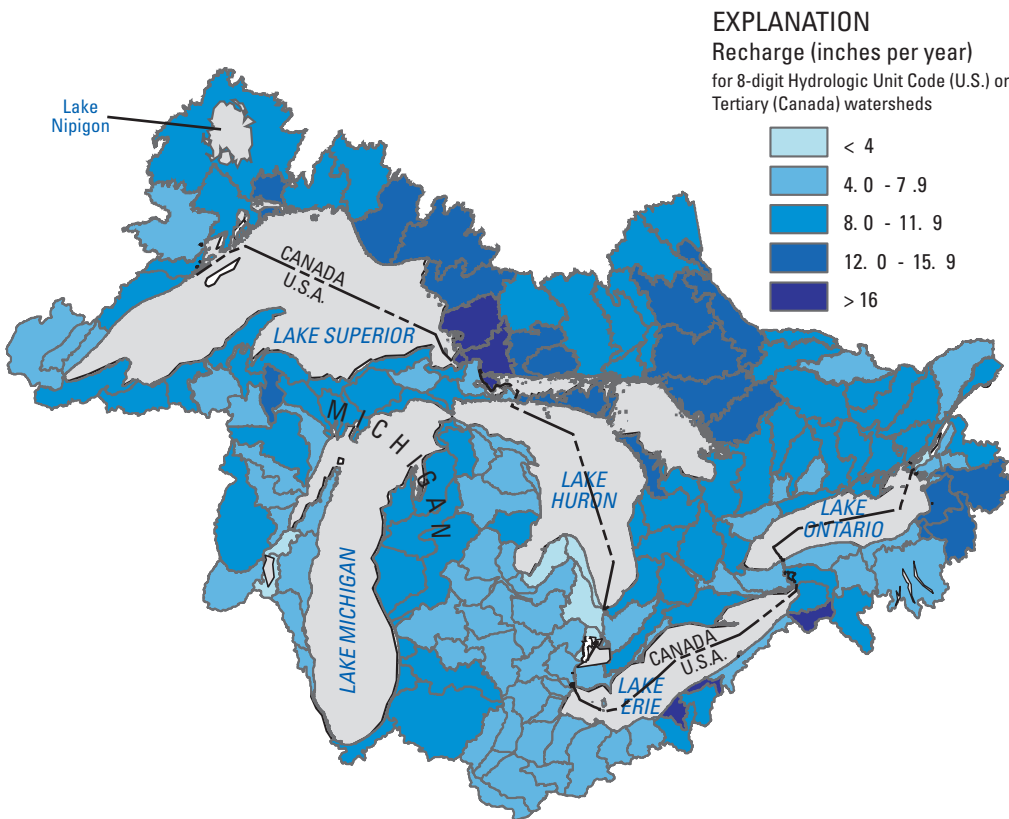 EXPLANATION
Recharge (inches per year)
for 8-digit Hydrologic Unit Code (U.S.) or
Tertiary (Canada) watersheds
< 4
4. 0 - 7 .9
8. 0 - 11. 9
12. 0 - 15. 9
> 16
Lake
Nipigon
CANADA
U.S.A.
LAKE SUPERIOR
MICHIGAN
LAKE
HURON
LAKE
ONTARIO
LAKE MICHIGAN
CANADA
U.S.A.
LAKE
ERIE